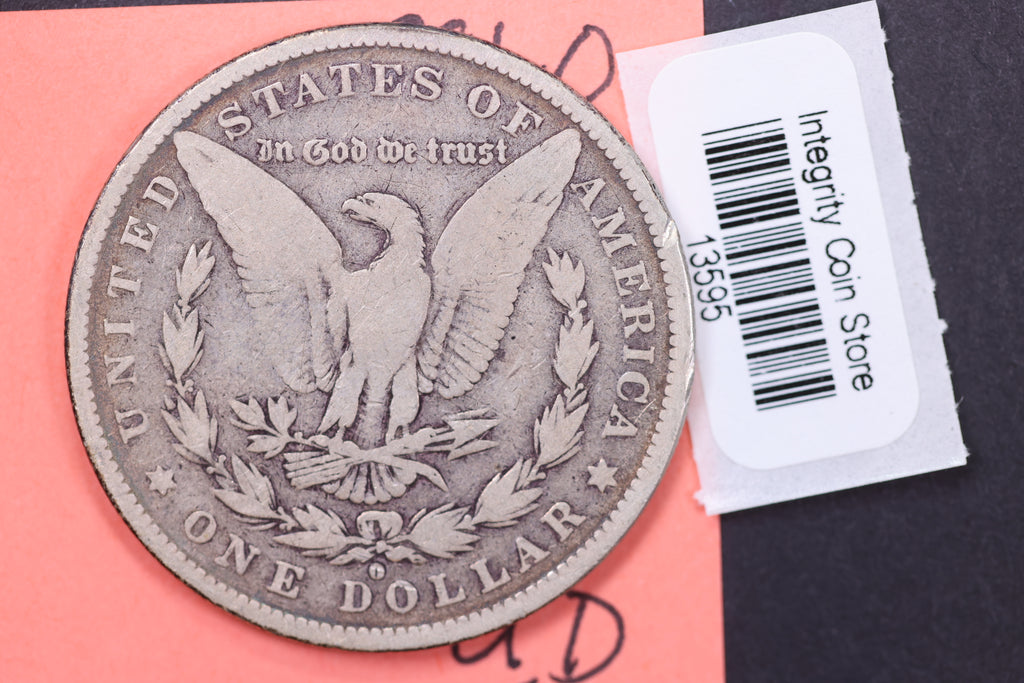 UNITED STATES OF AMERICA
In God we trust
ONE DOLLAR
O
Integrity Coin Store
13595